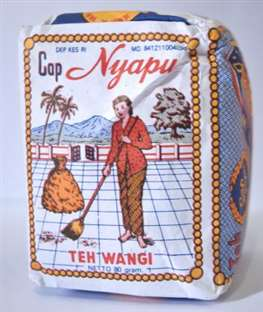 DEP KES RI
Cap Nyapu
TEH WANGI
NETTO 80 gram.